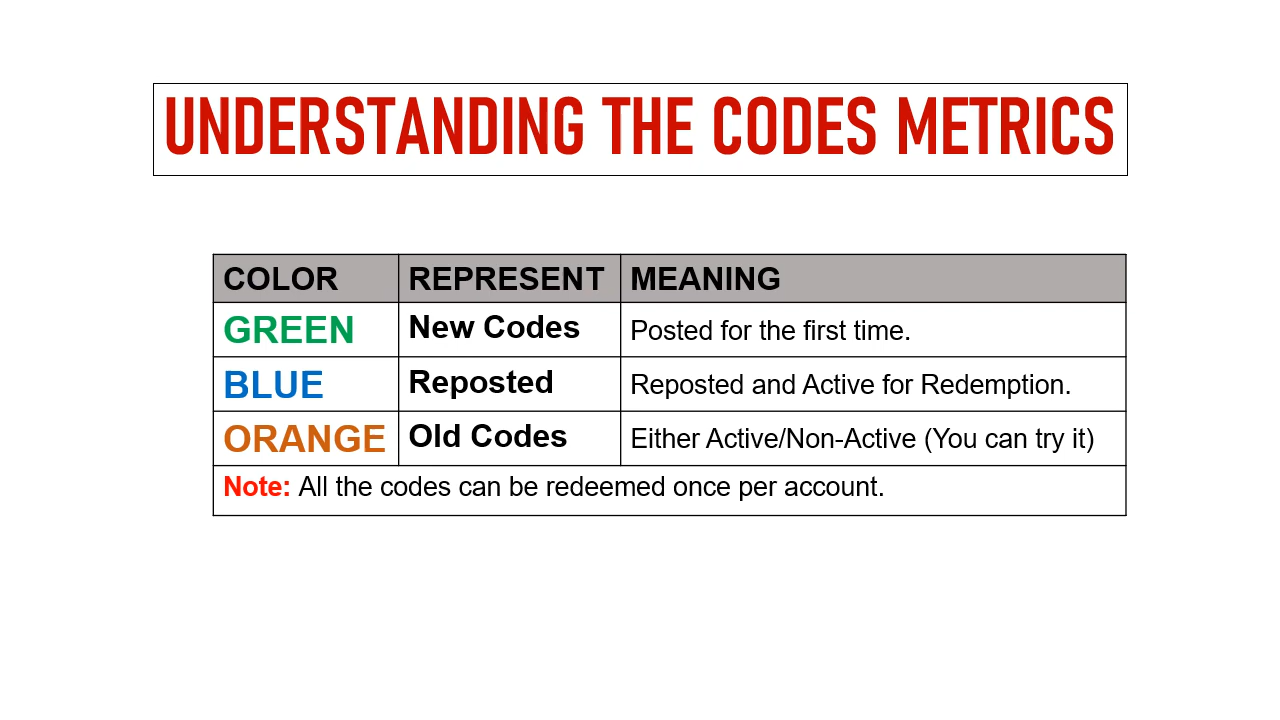 UNDERSTANDING THE CODES METRICS
COLOR REPRESENT MEANING
GREEN New Codes Posted for the first time.
BLUE Reposted Reposted and Active for Redemption.
ORANGE Old Codes Either Active/Non-Active (You can try it)
Note: All the codes can be redeemed once per account.